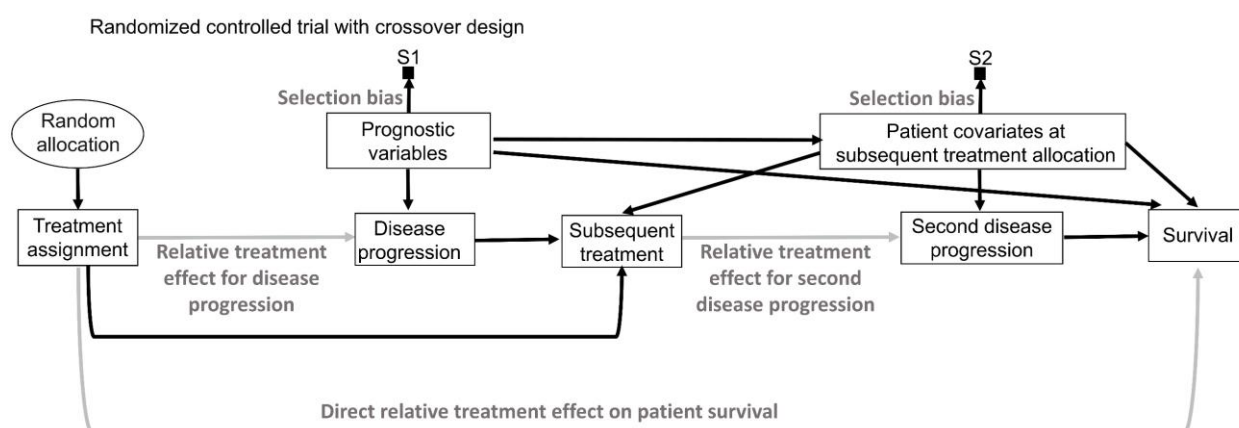 Randomized controlled trial with crossover design
S1
S2
Selection bias
Selection bias
Random
allocation
Prognostic
variables
Patient covariates at
subsequent treatment allocation
Treatment
assignment
Relative treatment
effect for disease
progression
Disease
progression
Subsequent
treatment
Relative treatment
effect for second
disease progression
Second disease
progression
Survival
Direct relative treatment effect on patient survival